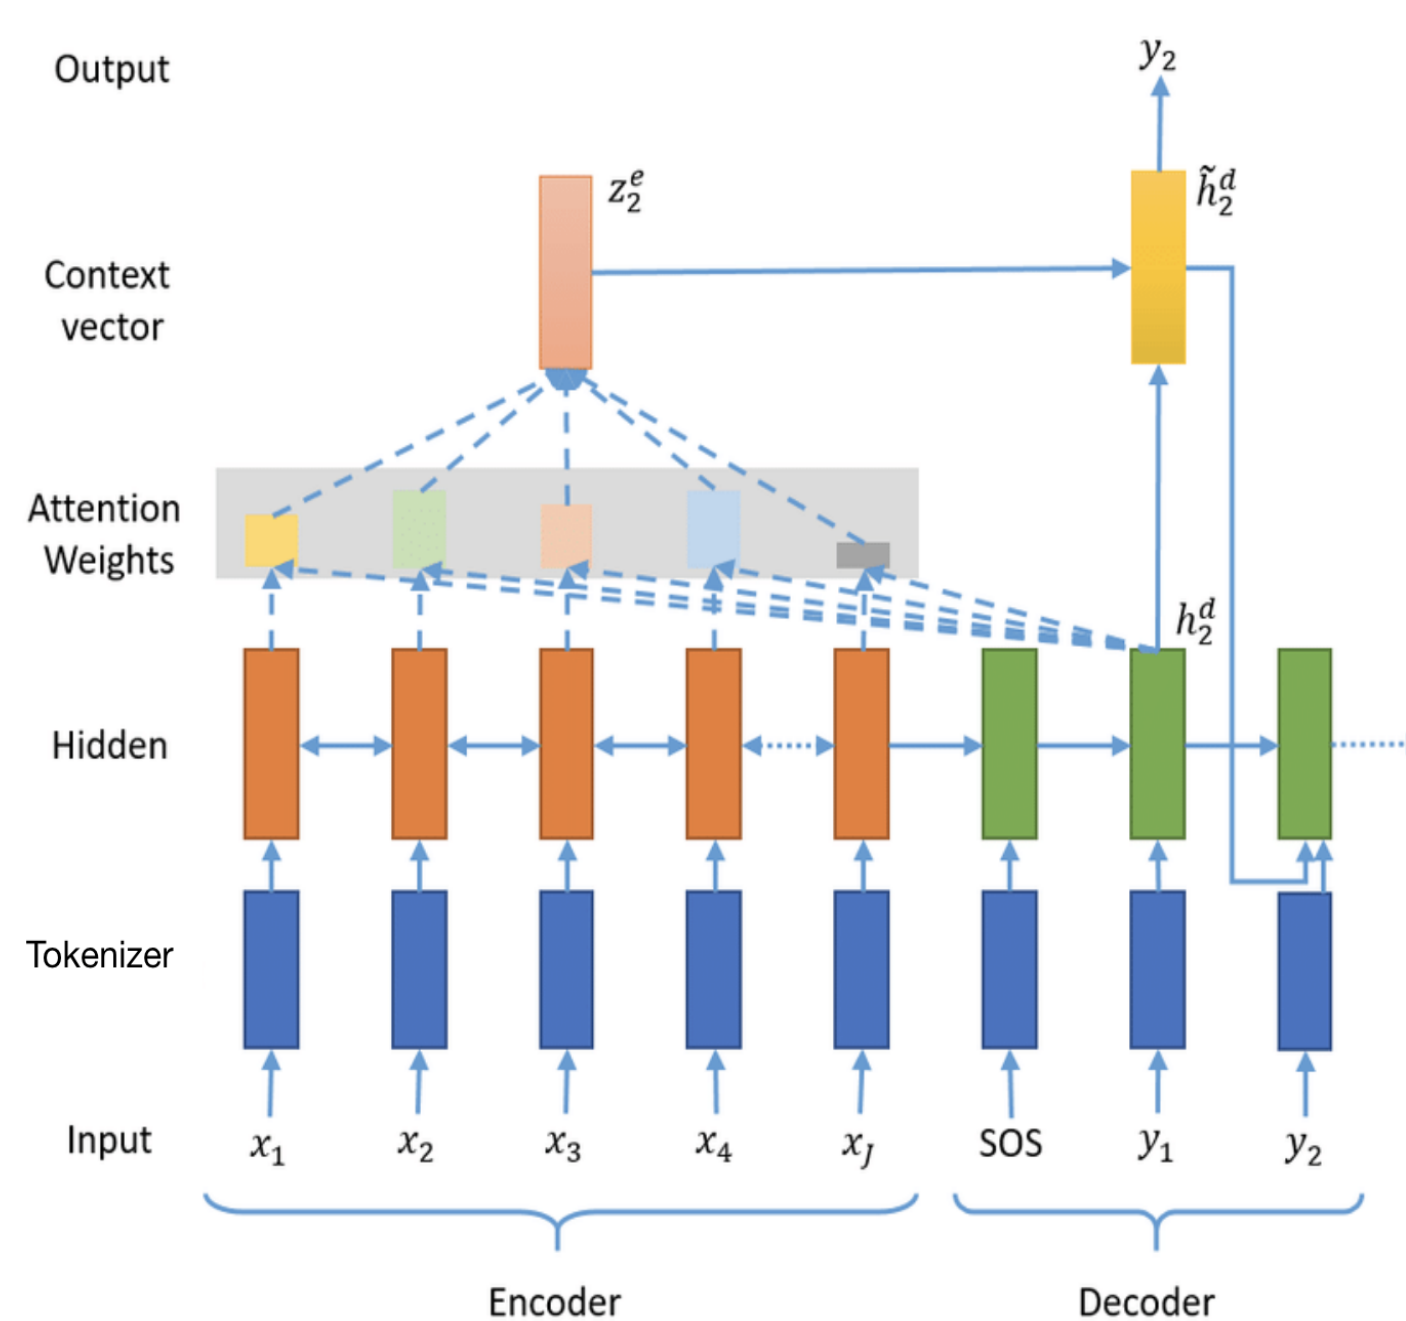 Output
y₂
z₂ᵉ
h̃₂ᵈ
Context
vector
Attention
Weights
h₂ᵈ
Hidden
Tokenizer
Input x₁ x₂ x₃ x₄ x_J SOS y₁ y₂
Encoder Decoder